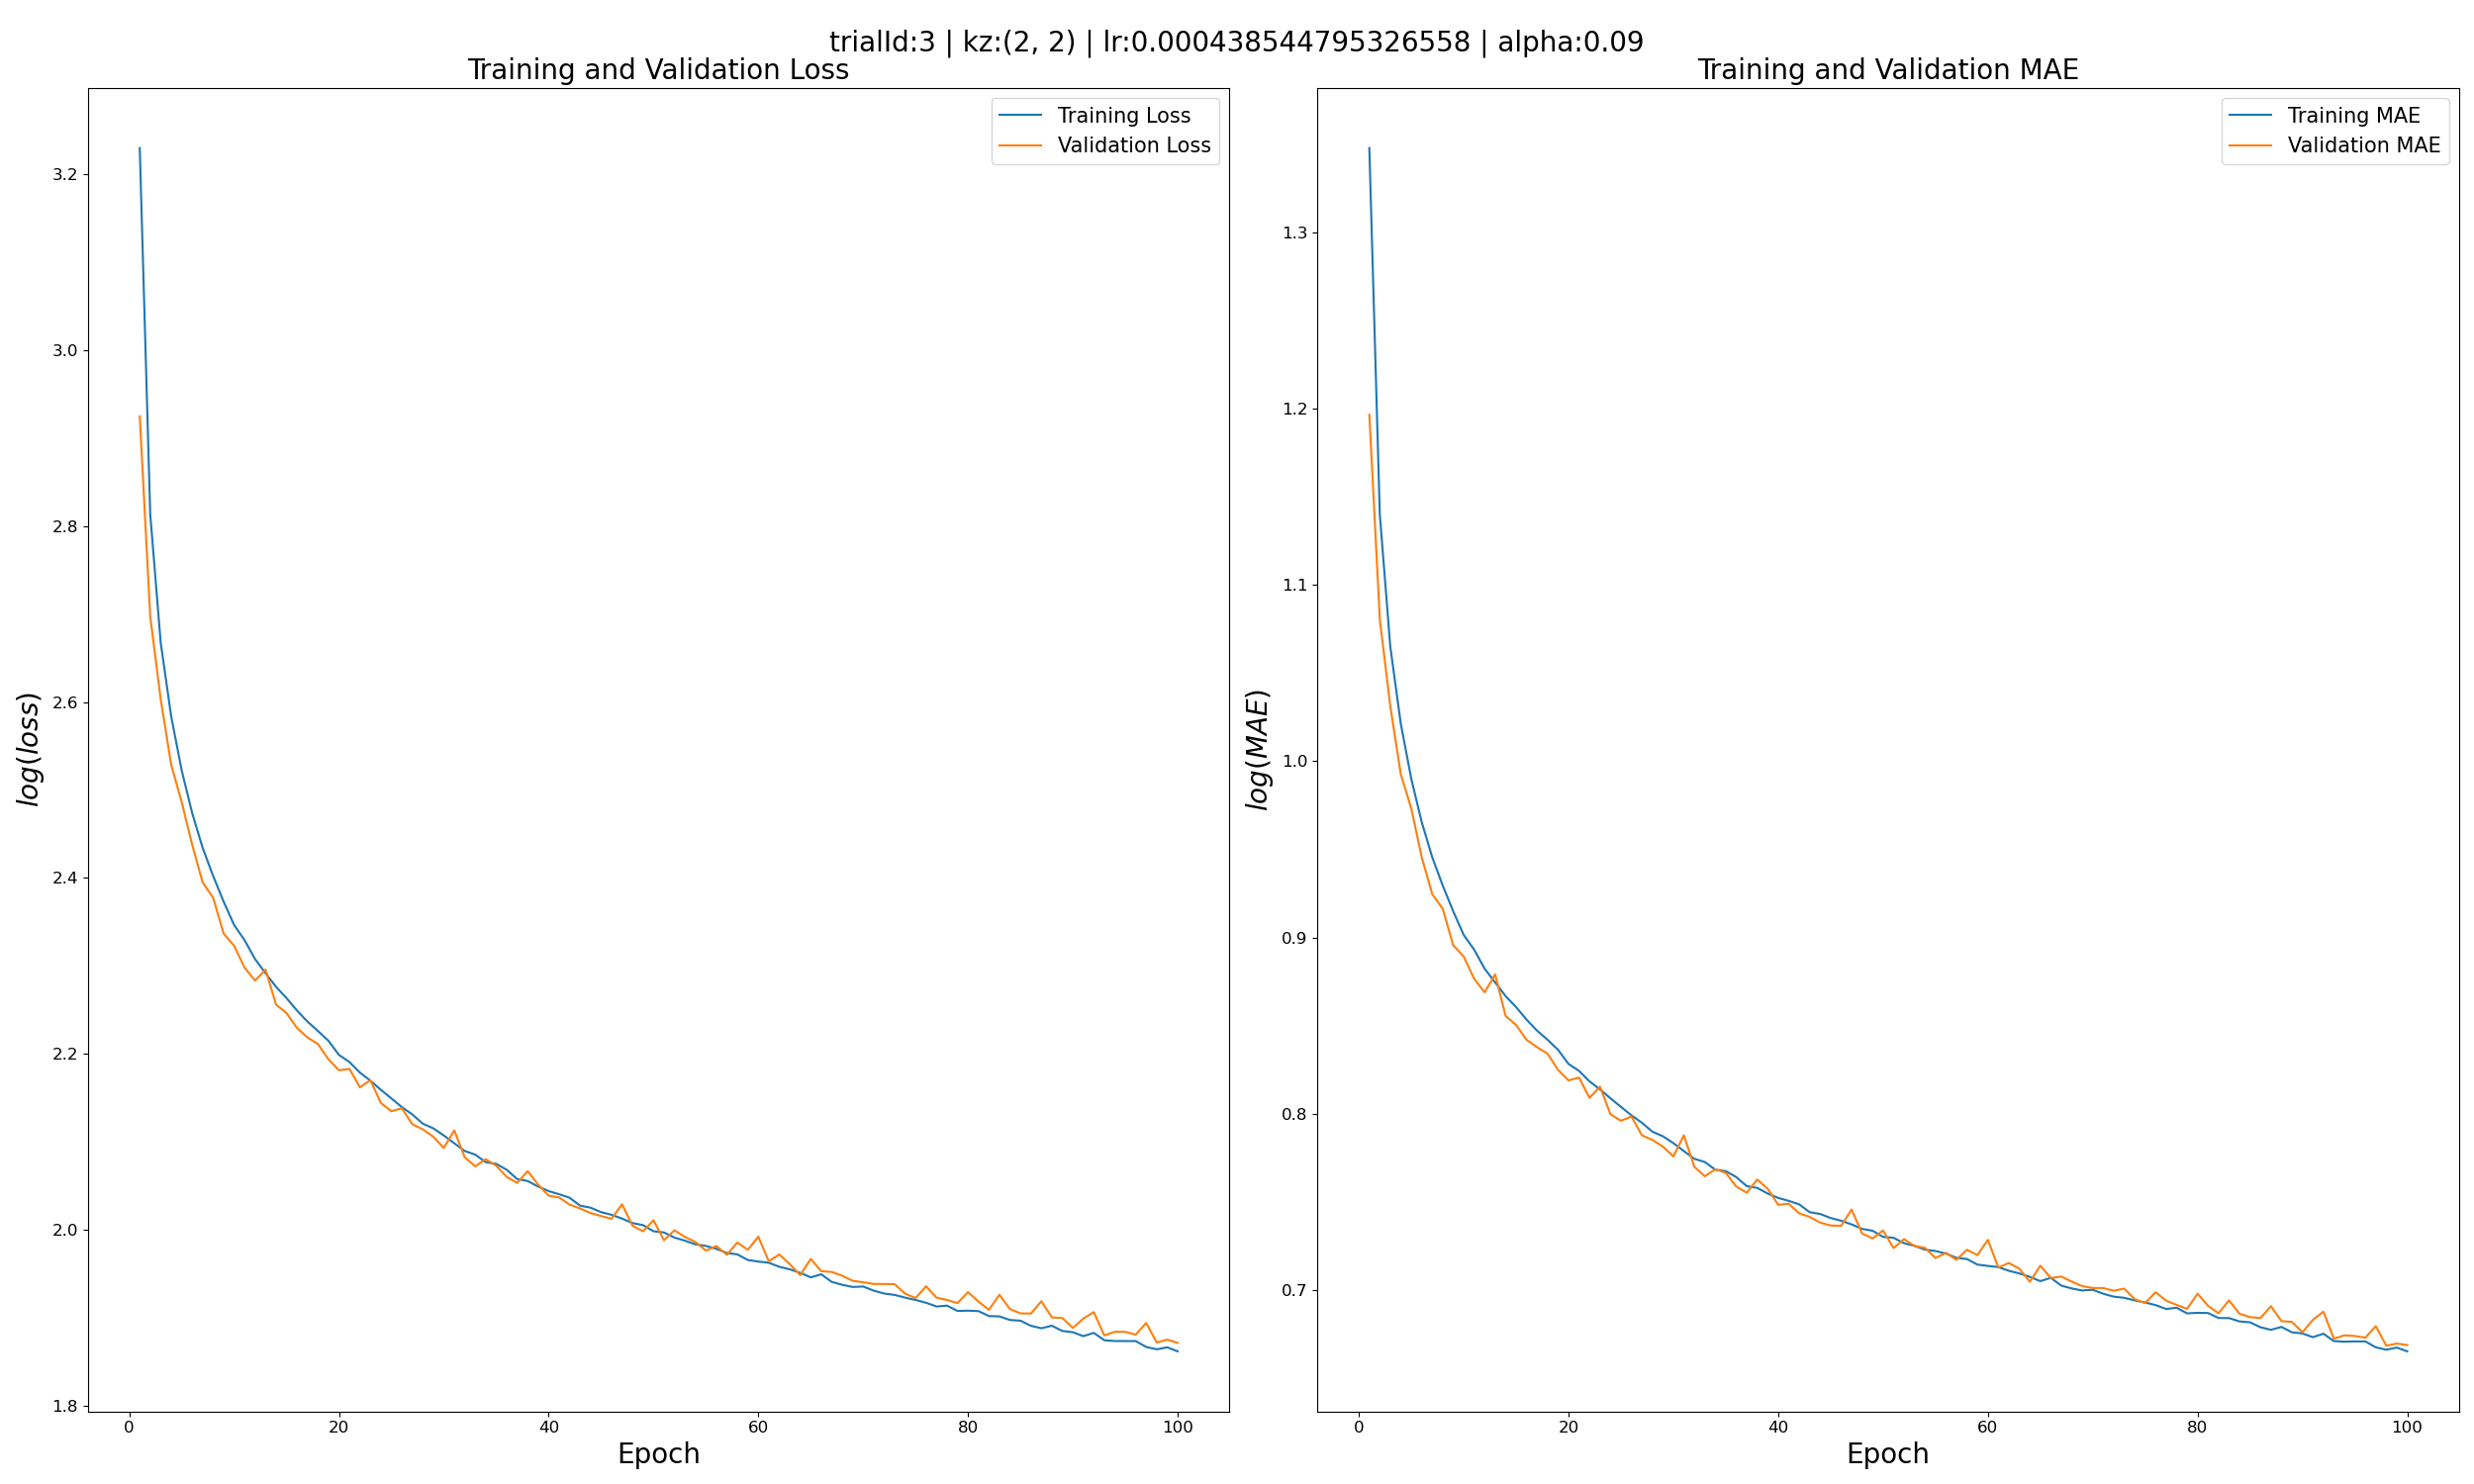 trialId:3 | kz:(2, 2) | lr:0.000438544795326558 | alpha:0.09
Training and Validation Loss
Training Loss
Validation Loss
3.2
3.0
2.8
2.6
2.4
2.2
2.0
1.8
log(loss)
0 20 40 60 80 100
Epoch
Training and Validation MAE
Training MAE
Validation MAE
1.3
1.2
1.1
1.0
0.9
0.8
0.7
log(MAE)
0 20 40 60 80 100
Epoch